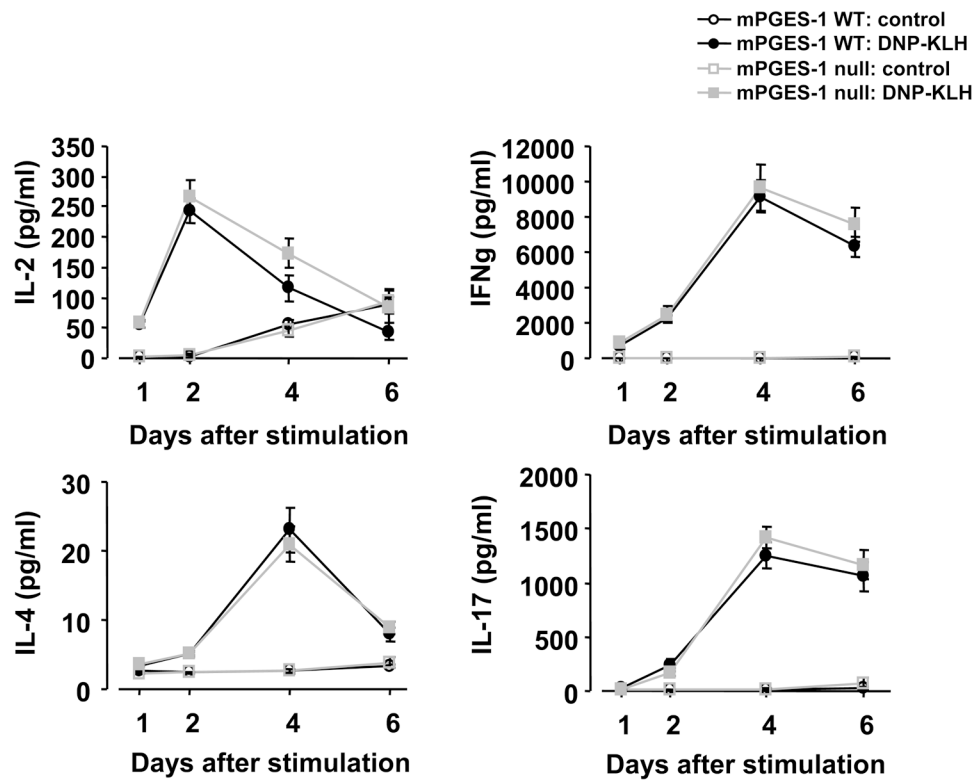 mPGES-1 WT: control
mPGES-1 WT: DNP-KLH
mPGES-1 null: control
mPGES-1 null: DNP-KLH
IL-2 (pg/ml)
350
300
250
200
150
100
50
0
1 2 4 6
Days after stimulation
IFNg (pg/ml)
12000
10000
8000
6000
4000
2000
0
1 2 4 6
Days after stimulation
IL-4 (pg/ml)
30
20
10
0
1 2 4 6
Days after stimulation
IL-17 (pg/ml)
2000
1500
1000
500
0
1 2 4 6
Days after stimulation